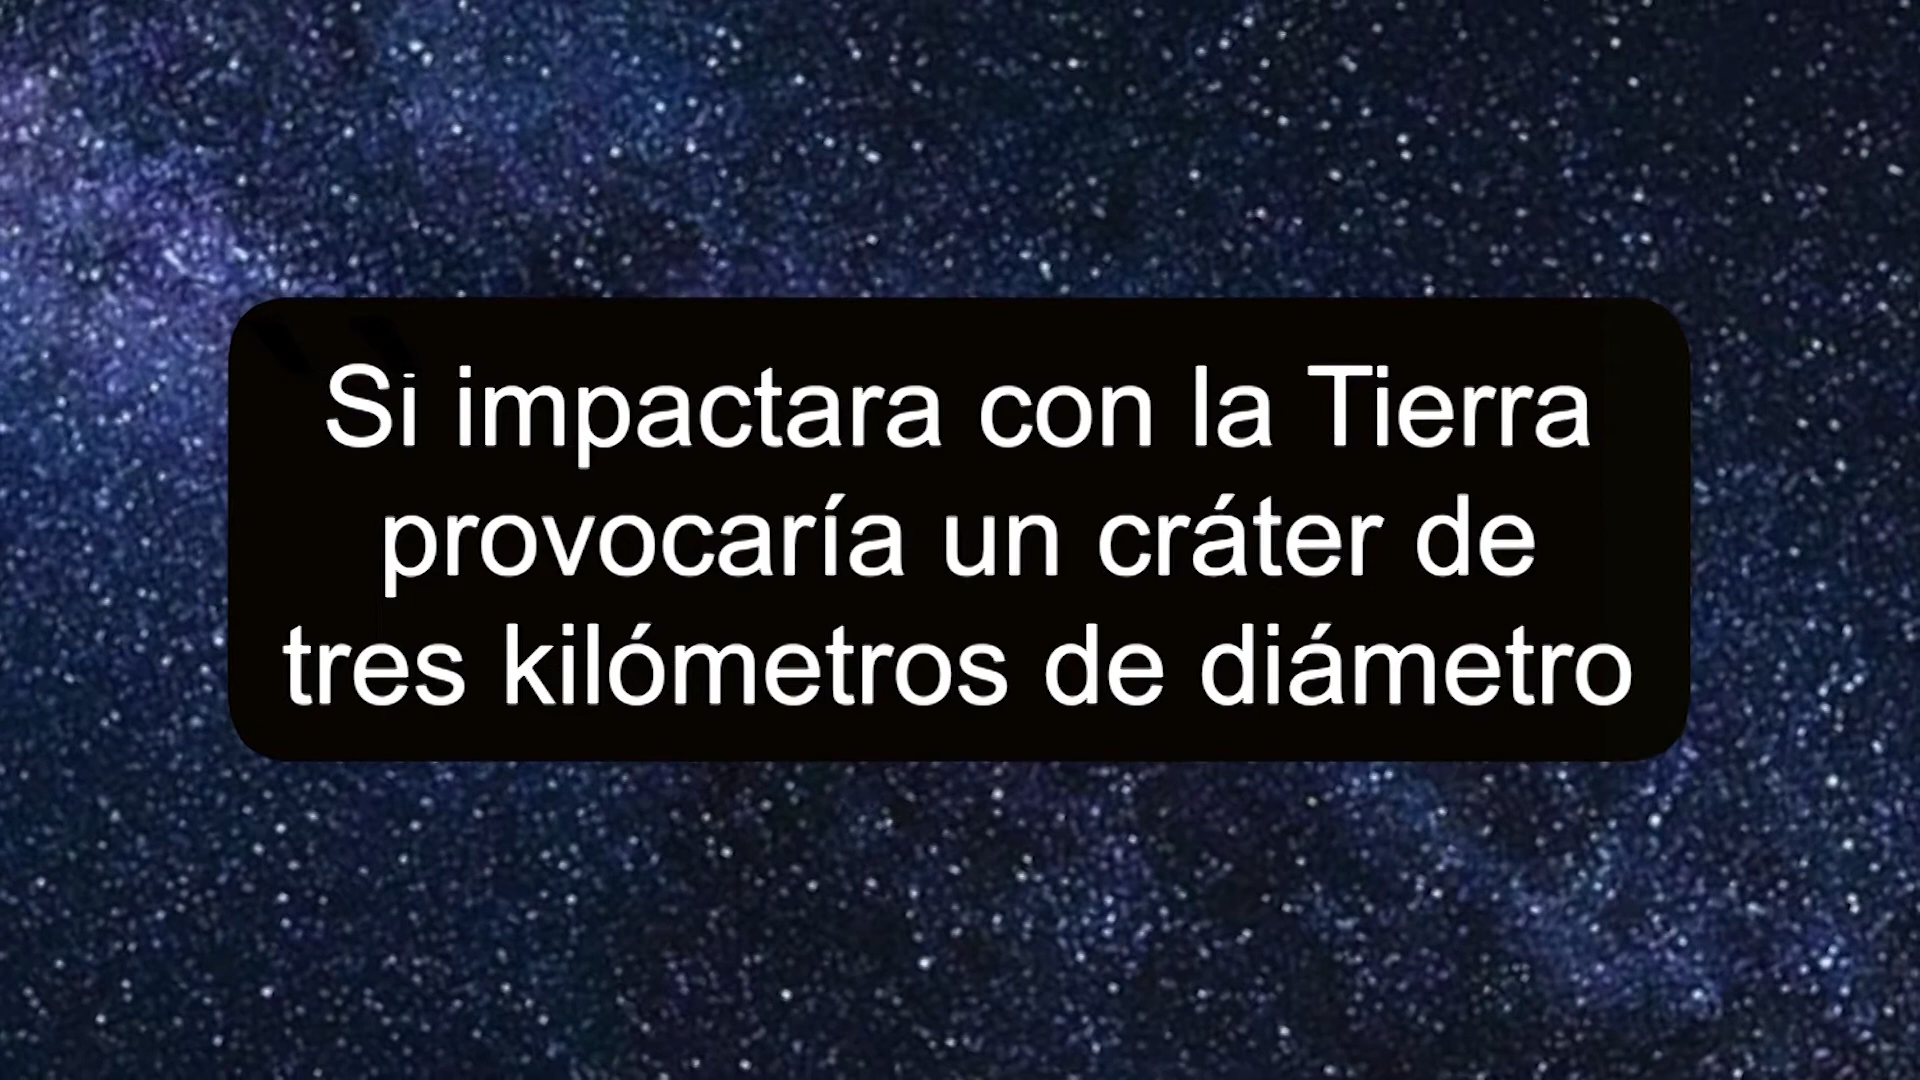 Si impactara con la Tierra
provocaría un cráter de
tres kilómetros de diámetro